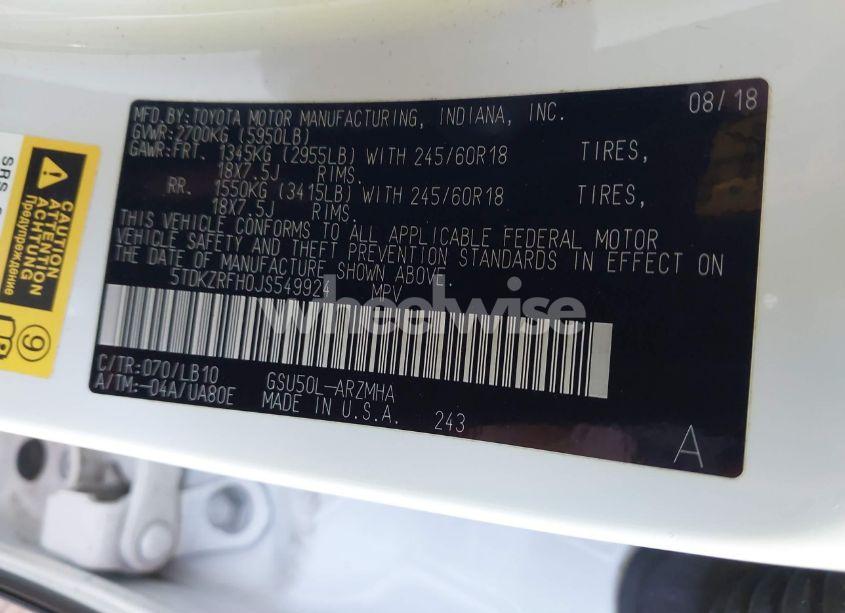 MFD.BY:TOYOTA MOTOR MANUFACTURING, INDIANA, INC. 08/18
GVWR:2700KG (5950LB)
GAWR:FRT. 1345KG (2955LB) WITH 245/60R18 TIRES,
18X7.5J RIMS.
RR. 1550KG (3415LB) WITH 245/60R18 TIRES,
18X7.5J RIMS.
THIS VEHICLE CONFORMS TO ALL APPLICABLE FEDERAL MOTOR
VEHICLE SAFETY AND THEFT PREVENTION STANDARDS IN EFFECT ON
THE DATE OF MANUFACTURE SHOWN ABOVE.
5TDKZRFH0JS549924 MPV
C/TR:070/LB10 GSU50L-ARZMHA
A/TM:-04A/UA80E MADE IN U.S.A. 243
A
wheelwise
SRS
CAUTION
ATTENTION
ACHTUNG
Предупреждение
9